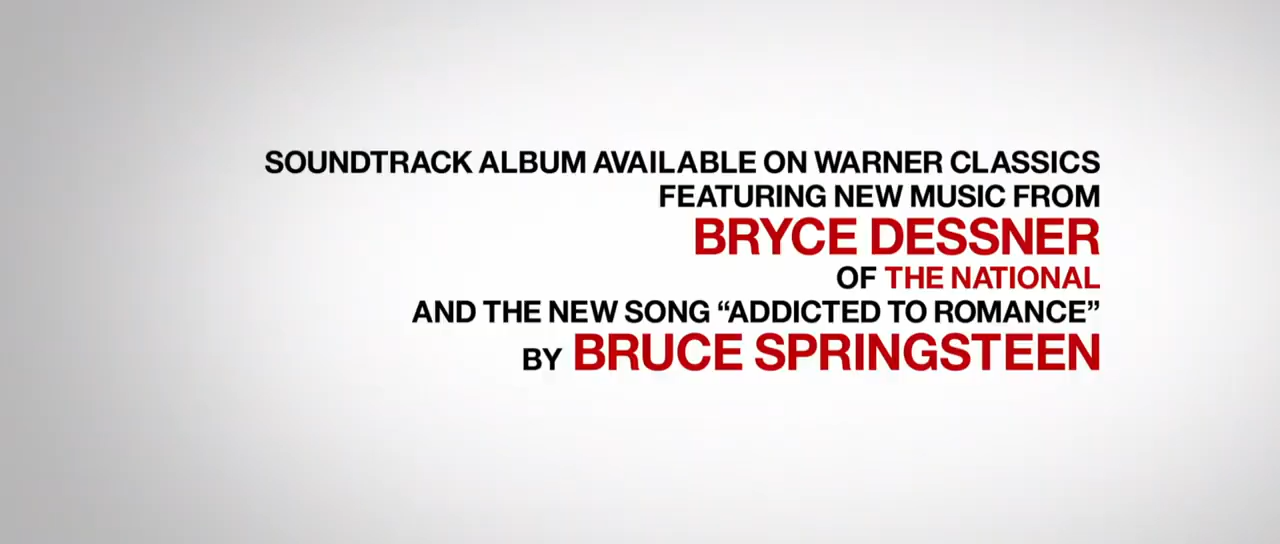 SOUNDTRACK ALBUM AVAILABLE ON WARNER CLASSICS
FEATURING NEW MUSIC FROM
BRYCE DESSNER
OF THE NATIONAL
AND THE NEW SONG “ADDICTED TO ROMANCE”
BY BRUCE SPRINGSTEEN